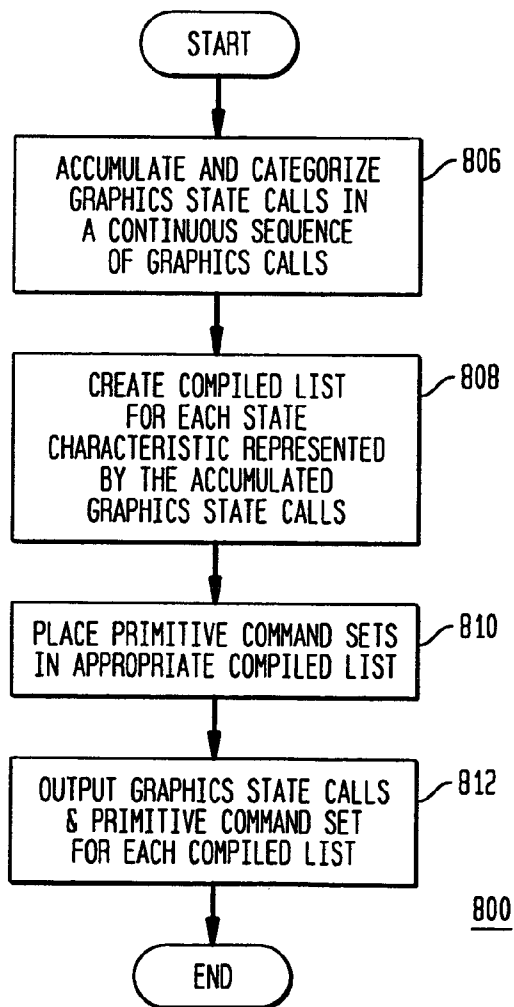 START
ACCUMULATE AND CATEGORIZE
GRAPHICS STATE CALLS IN
A CONTINUOUS SEQUENCE
OF GRAPHICS CALLS
806
CREATE COMPILED LIST
FOR EACH STATE
CHARACTERISTIC REPRESENTED
BY THE ACCUMULATED
GRAPHICS STATE CALLS
808
PLACE PRIMITIVE COMMAND SETS
IN APPROPRIATE COMPILED LIST
810
OUTPUT GRAPHICS STATE CALLS
& PRIMITIVE COMMAND SET
FOR EACH COMPILED LIST
812
800
END